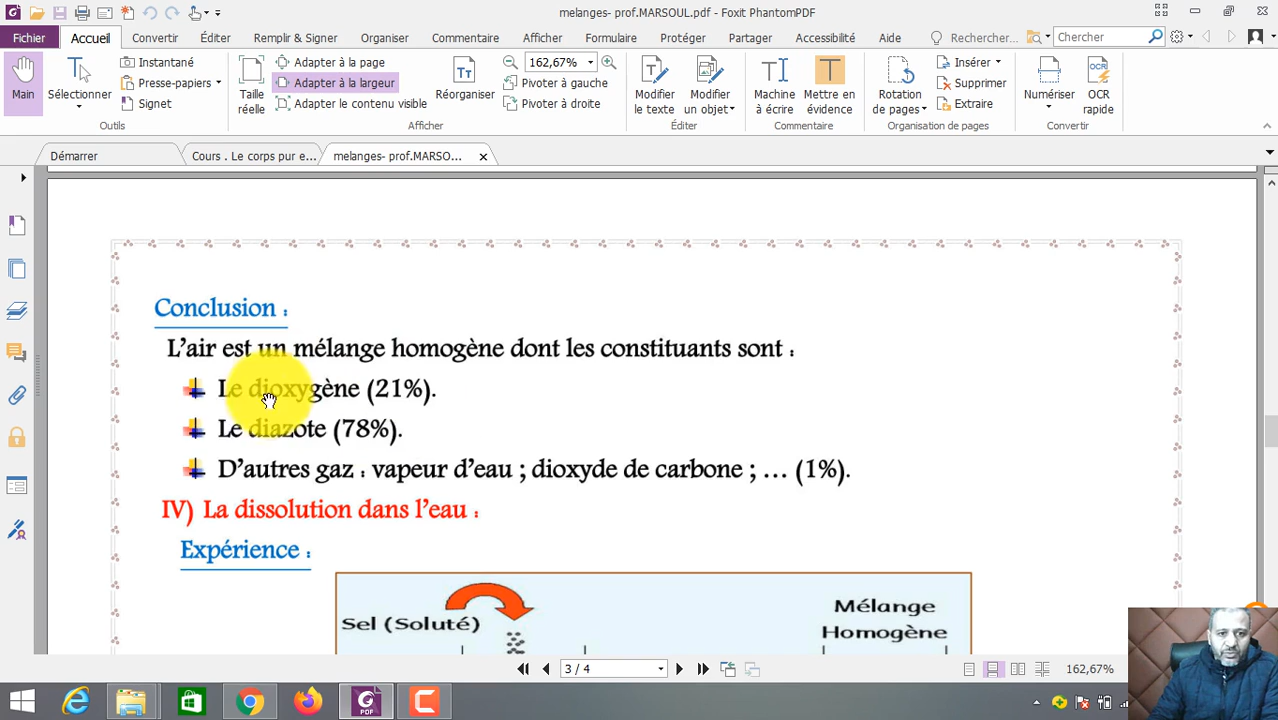 melanges- prof.MARSOUL.pdf - Foxit PhantomPDF
Fichier Accueil Convertir Éditer Remplir & Signer Organiser Commentaire Afficher Formulaire Protéger Partager Accessibilité Aide Rechercher... Chercher
Main
Sélectionner
Instantané
Presse-papiers
Signet
Outils
Taille réelle
Adapter à la page
Adapter à la largeur
Adapter le contenu visible
Réorganiser
162,67%
Pivoter à gauche
Pivoter à droite
Afficher
Modifier le texte
Modifier un objet
Éditer
Machine à écrire
Mettre en évidence
Commentaire
Rotation de pages
Insérer
Supprimer
Extraire
Organisation de pages
Numériser
OCR rapide
Convertir
Démarrer
Cours . Le corps pur e...
melanges- prof.MARSO...
Conclusion :
L'air est un mélange homogène dont les constituants sont :
Le dioxygène (21%).
Le diazote (78%).
D'autres gaz : vapeur d'eau ; dioxyde de carbone ; … (1%).
IV) La dissolution dans l'eau :
Expérience :
Sel (Soluté)
Mélange
Homogène
3 / 4
162,67%
PDF